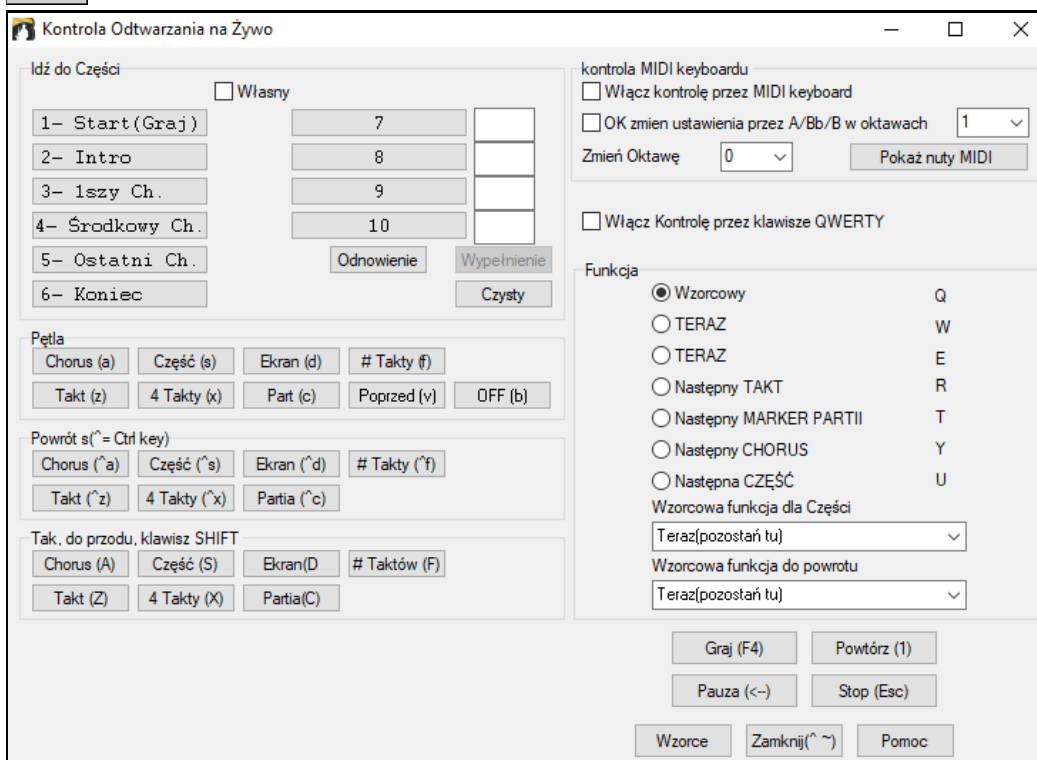 Kontrola Odtwarzania na Żywo
Idź do Części
Własny
1- Start(Graj) 7
2- Intro 8
3- 1szy Ch. 9
4- Środkowy Ch. 10
5- Ostatni Ch. Odnowienie Wypełnienie
6- Koniec Czysty
Pętla
Chorus (a) Część (s) Ekran (d) # Takty (f)
Takt (z) 4 Takty (x) Part (c) Poprzed (v) OFF (b)
Powrót s(^= Ctrl key)
Chorus (^a) Część (^s) Ekran (^d) # Takty (^f)
Takt (^z) 4 Takty (^x) Partia (^c)
Tak, do przodu, klawisz SHIFT
Chorus (A) Część (S) Ekran(D # Taktów (F)
Takt (Z) 4 Takty (X) Partia(C)
kontrola MIDI keyboardu
Włącz kontrolę przez MIDI keyboard
OK zmien ustawienia przez A/Bb/B w oktawach 1
Zmień Oktawę 0 Pokaż nuty MIDI
Włącz Kontrolę przez klawisze QWERTY
Funkcja
Wzorcowy Q
TERAZ W
TERAZ E
Następny TAKT R
Następny MARKER PARTII T
Następny CHORUS Y
Następna CZĘŚĆ U
Wzorcowa funkcja dla Części
Teraz(pozostań tu)
Wzorcowa funkcja do powrotu
Teraz(pozostań tu)
Graj (F4) Powtórz (1)
Pauza (<--) Stop (Esc)
Wzorce Zamknij(^ ~) Pomoc